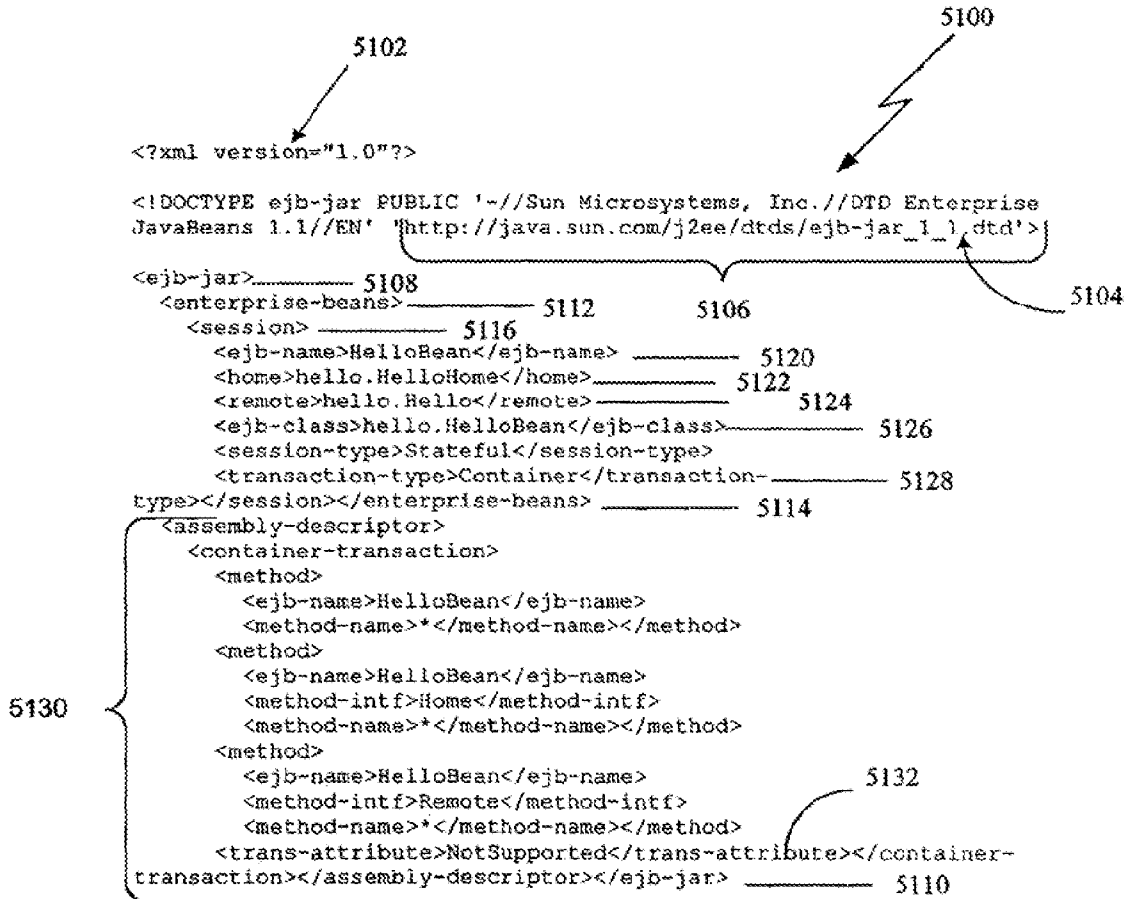 5100
5102
<?xml version="1.0"?>
<!DOCTYPE ejb-jar PUBLIC '-//Sun Microsystems, Inc.//DTD Enterprise
JavaBeans 1.1//EN' "http://java.sun.com/j2ee/dtds/ejb-jar_1_1.dtd'>
<ejb-jar> 5108
5106
5104
<enterprise-beans> 5112
<session> 5116
<ejb-name>HelloBean</ejb-name> 5120
<home>hello.HelloHome</home> 5122
<remote>hello.Hello</remote> 5124
<ejb-class>hello.HelloBean</ejb-class> 5126
<session-type>Stateful</session-type>
<transaction-type>Container</transaction- 5128
type></session></enterprise-beans> 5114
<assembly-descriptor>
<container-transaction>
<method>
<ejb-name>HelloBean</ejb-name>
<method-name>*</method-name></method>
<method>
<ejb-name>HelloBean</ejb-name>
<method-intf>Home</method-intf>
5130
<method-name>*</method-name></method>
<method>
<ejb-name>HelloBean</ejb-name>
5132
<method-intf>Remote</method-intf>
<method-name>*</method-name></method>
<trans-attribute>NotSupported</trans-attribute></container-
transaction></assembly-descriptor></ejb-jar> 5110